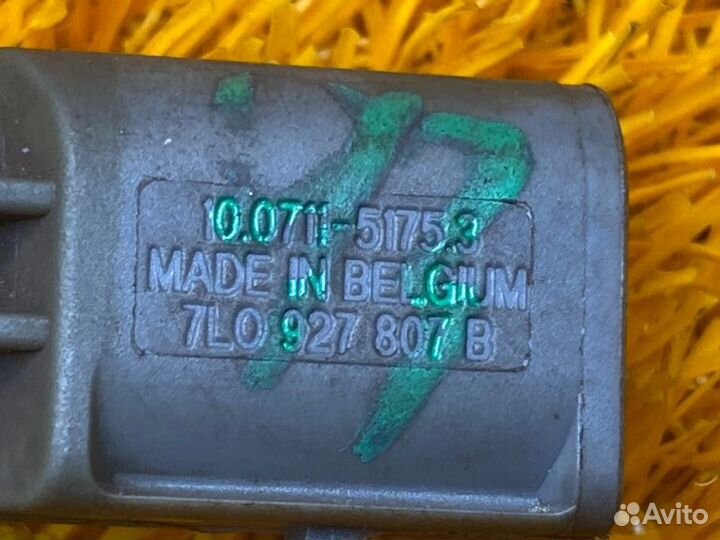 10.0711-5175.3
MADE IN BELGIUM
7L0 927 807 B
Avito